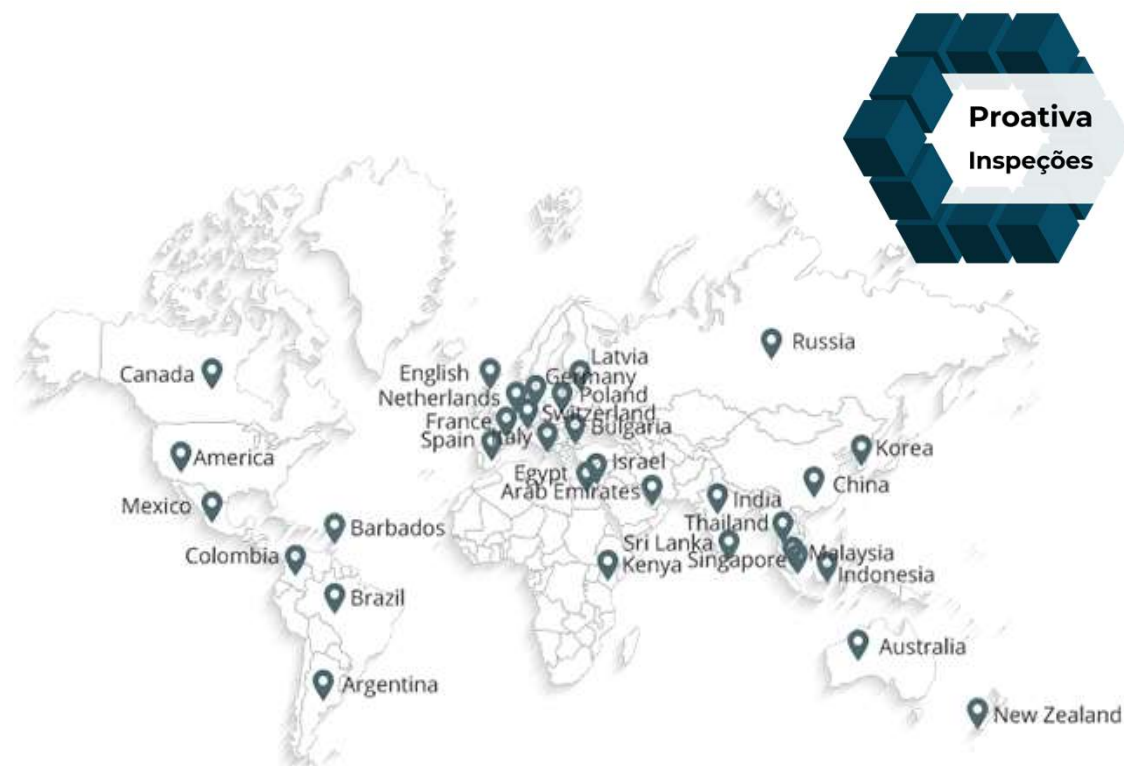 Proativa
Inspeções
Russia
Latvia
English
Germany
Canada
Netherlands
Poland
Switzerland
France
Bulgaria
Spain
Italy
Korea
America
Israel
Egypt
China
Arab Emirates
India
Mexico
Thailand
Barbados
Sri Lanka
Malaysia
Colombia
Singapore
Kenya
Indonesia
Brazil
Australia
Argentina
New Zealand